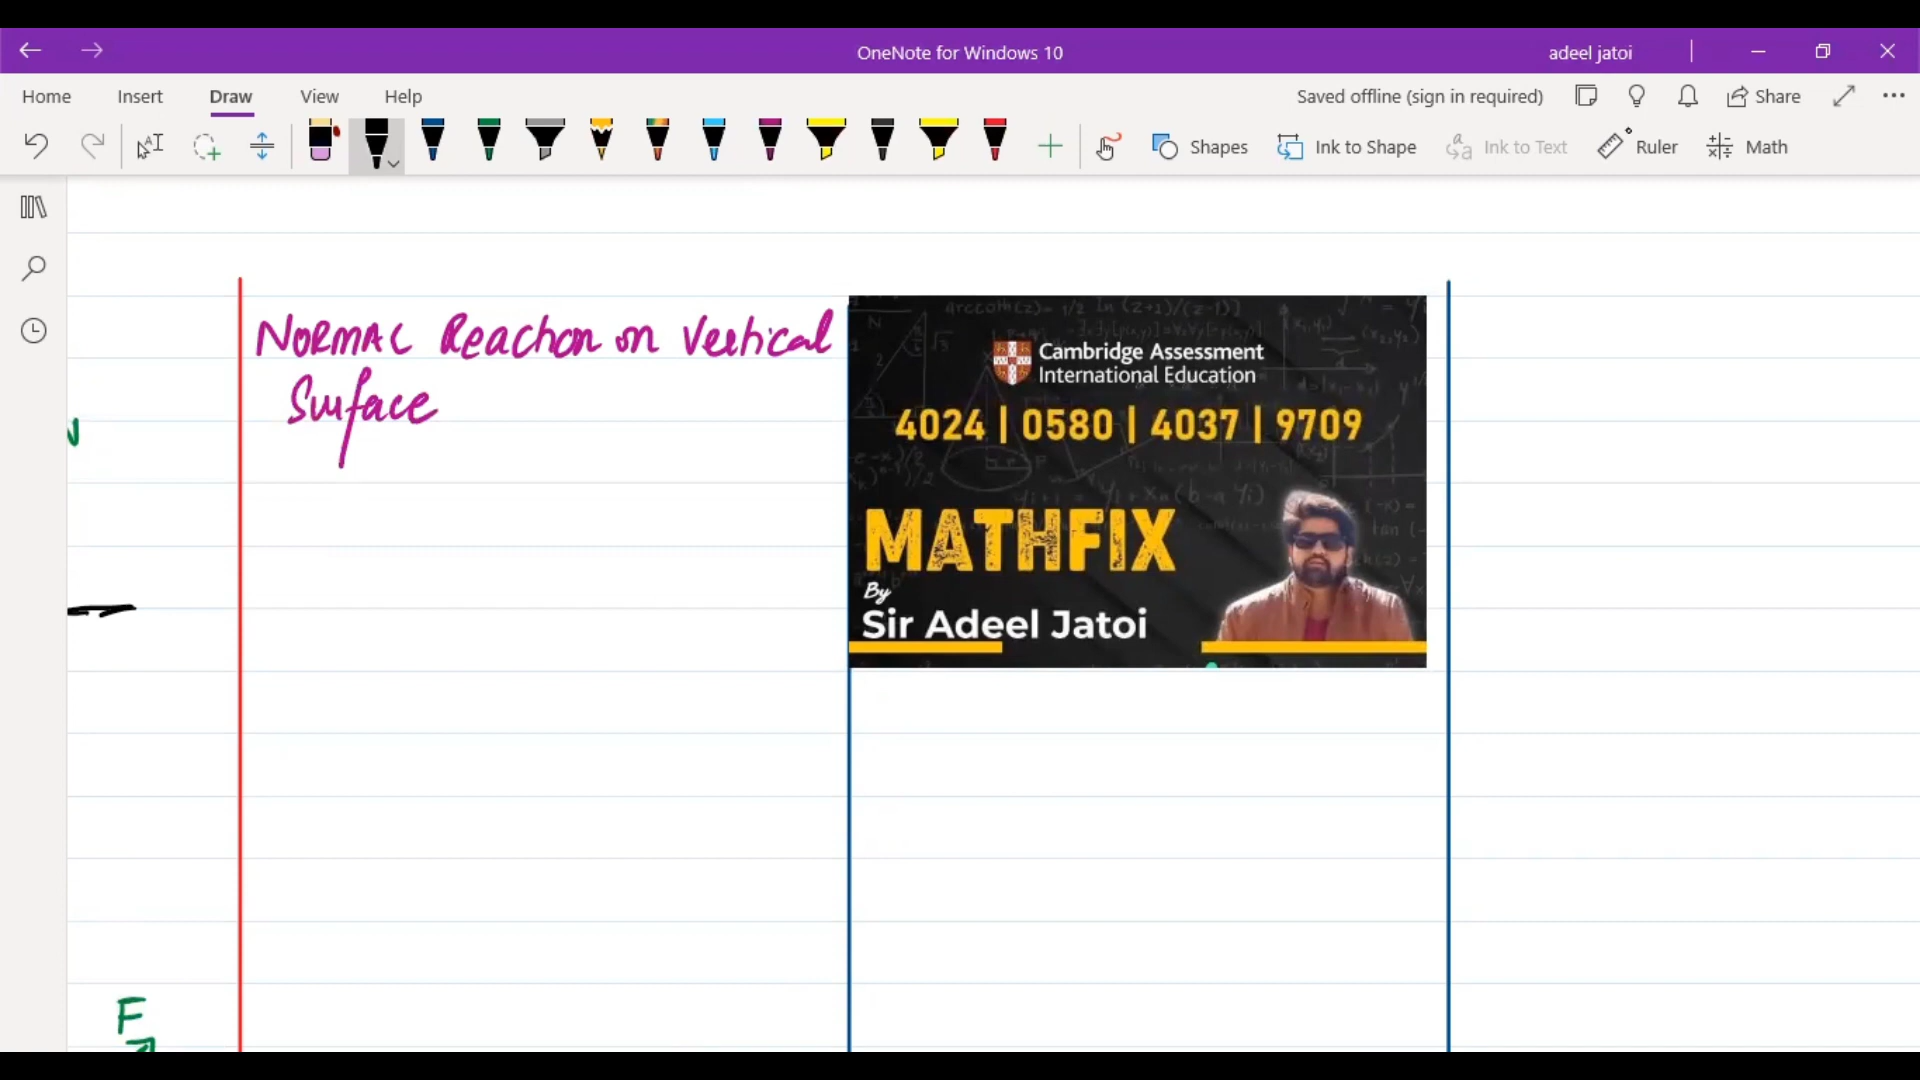 OneNote for Windows 10
adeel jatoi
Home Insert Draw View Help
Saved offline (sign in required) Share
Shapes Ink to Shape Ink to Text Ruler Math
NORMAL Reaction on Vertical
Surface
N
F
Cambridge Assessment
International Education
4024 | 0580 | 4037 | 9709
MATHFIX
By
Sir Adeel Jatoi